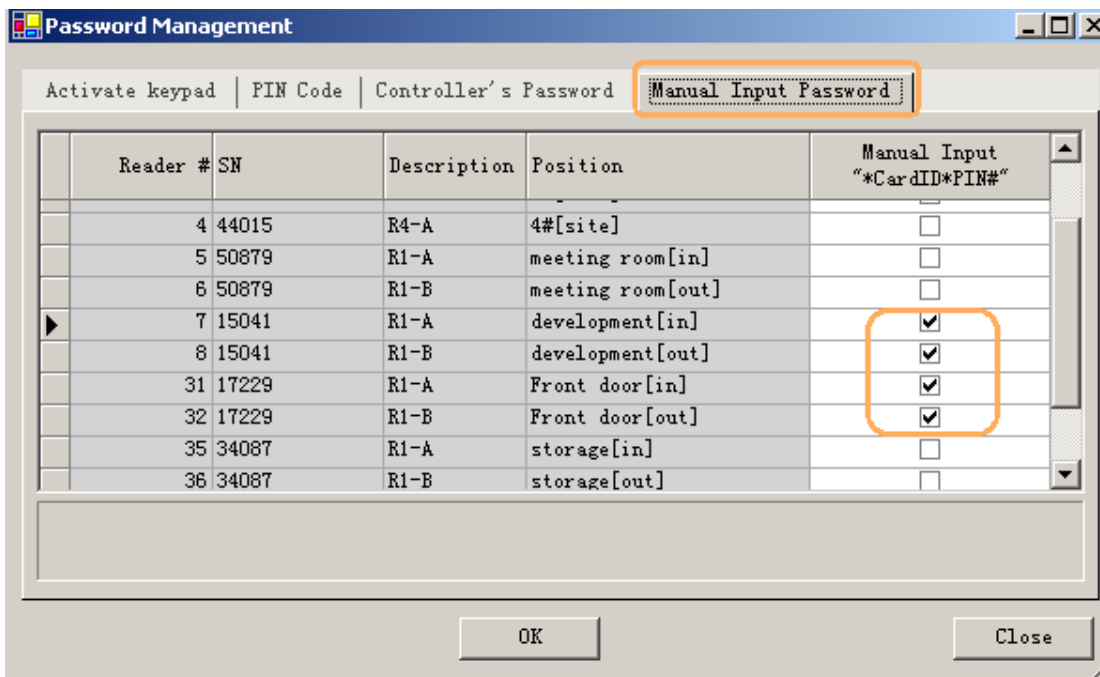 Password Management
Activate keypad | PIN Code | Controller's Password | Manual Input Password
Reader # SN Description Position Manual Input "*CardID*PIN#"
4 44015 R4-A 4#[site]
5 50879 R1-A meeting room[in]
6 50879 R1-B meeting room[out]
7 15041 R1-A development[in]
8 15041 R1-B development[out]
31 17229 R1-A Front door[in]
32 17229 R1-B Front door[out]
35 34087 R1-A storage[in]
36 34087 R1-B storage[out]
OK Close